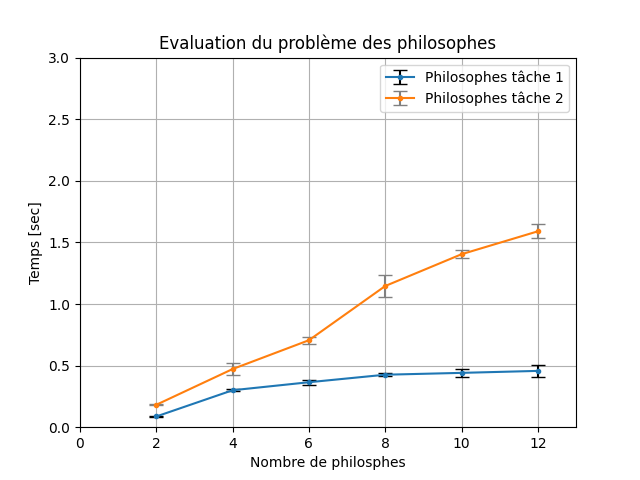 Evaluation du problème des philosophes
Philosophes tâche 1
Philosophes tâche 2
3.0
2.5
2.0
1.5
1.0
0.5
0.0
Temps [sec]
0 2 4 6 8 10 12
Nombre de philosphes